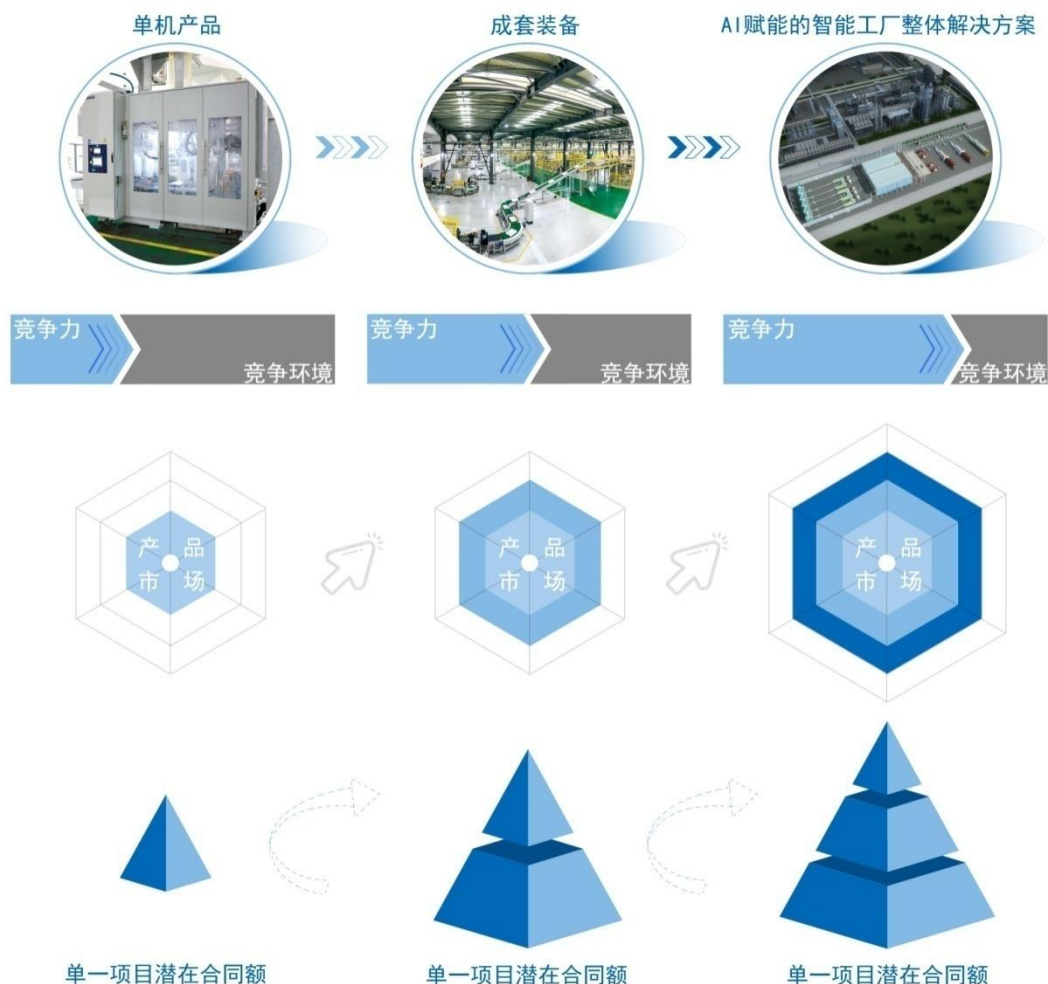 单机产品
成套装备
AI赋能的智能工厂整体解决方案
竞争力
竞争环境
竞争力
竞争环境
竞争力
竞争环境
产 品
市 场
产 品
市 场
产 品
市 场
单一项目潜在合同额
单一项目潜在合同额
单一项目潜在合同额